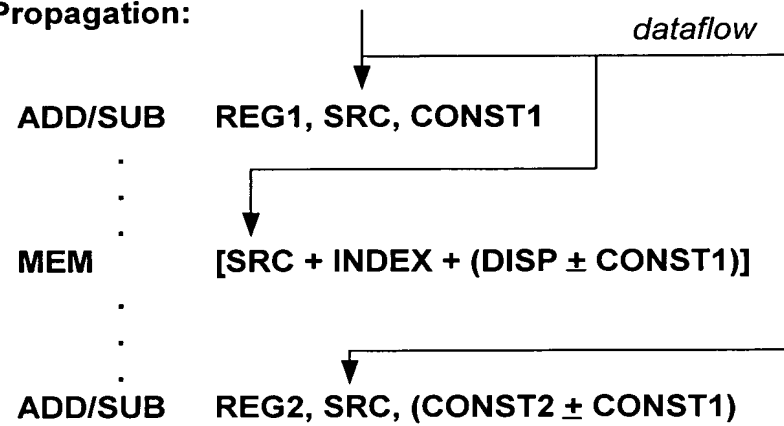 Propagation:
dataflow
ADD/SUB REG1, SRC, CONST1
.
.
.
MEM [SRC + INDEX + (DISP ± CONST1)]
.
.
.
ADD/SUB REG2, SRC, (CONST2 ± CONST1)